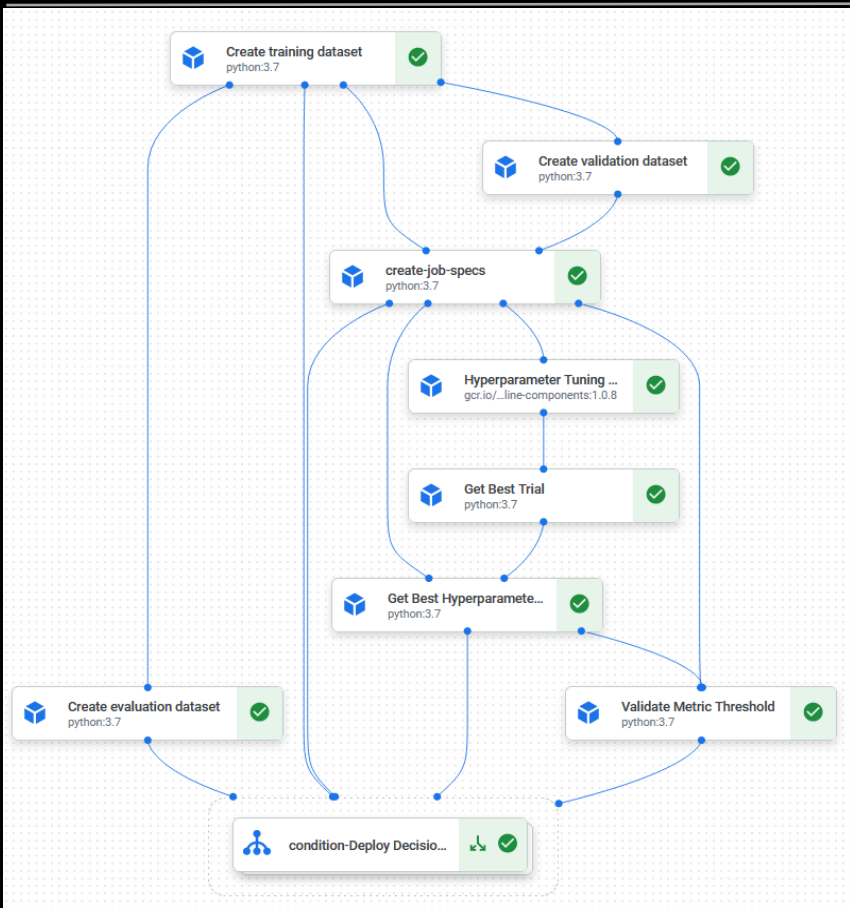 Create training dataset
python:3.7
Create validation dataset
python:3.7
create-job-specs
python:3.7
Hyperparameter Tuning ...
gcr.io/...line-components:1.0.8
Get Best Trial
python:3.7
Get Best Hyperparamete...
python:3.7
Create evaluation dataset
python:3.7
Validate Metric Threshold
python:3.7
condition-Deploy Decisio...